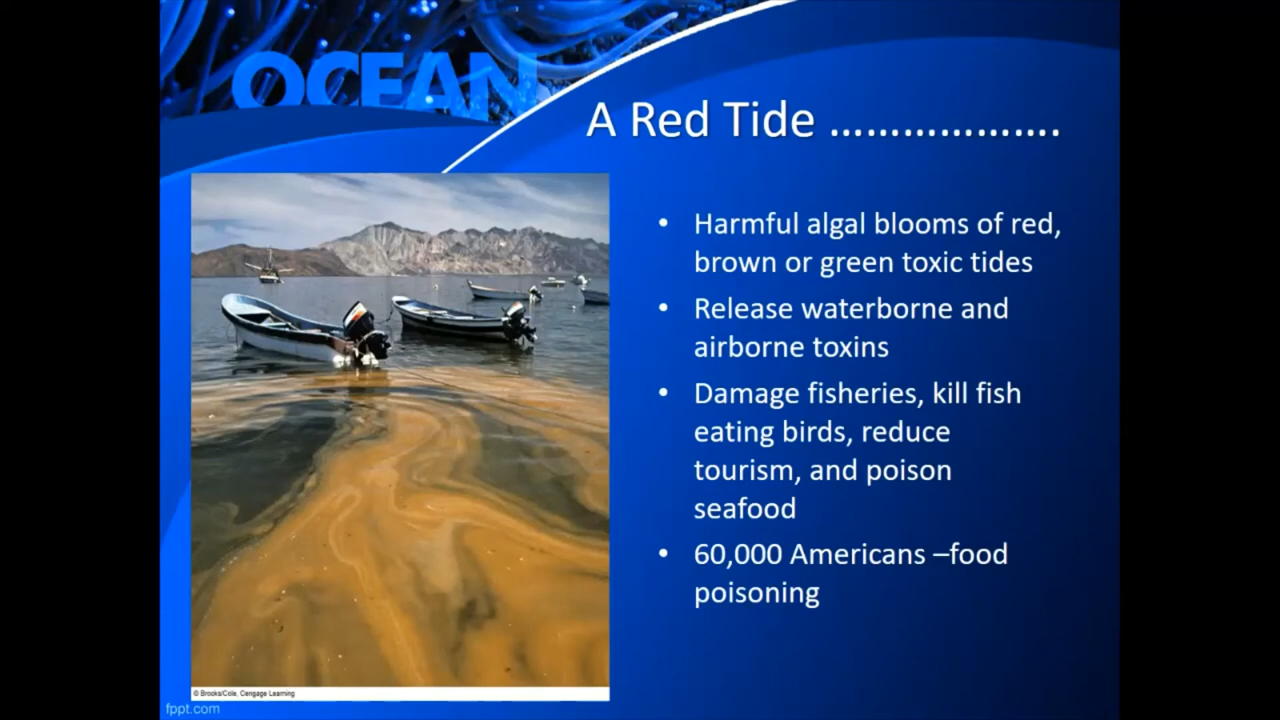 OCEAN
A Red Tide ....................
• Harmful algal blooms of red,
brown or green toxic tides
• Release waterborne and
airborne toxins
• Damage fisheries, kill fish
eating birds, reduce
tourism, and poison
seafood
• 60,000 Americans –food
poisoning
© Brooks/Cole, Cengage Learning
fppt.com